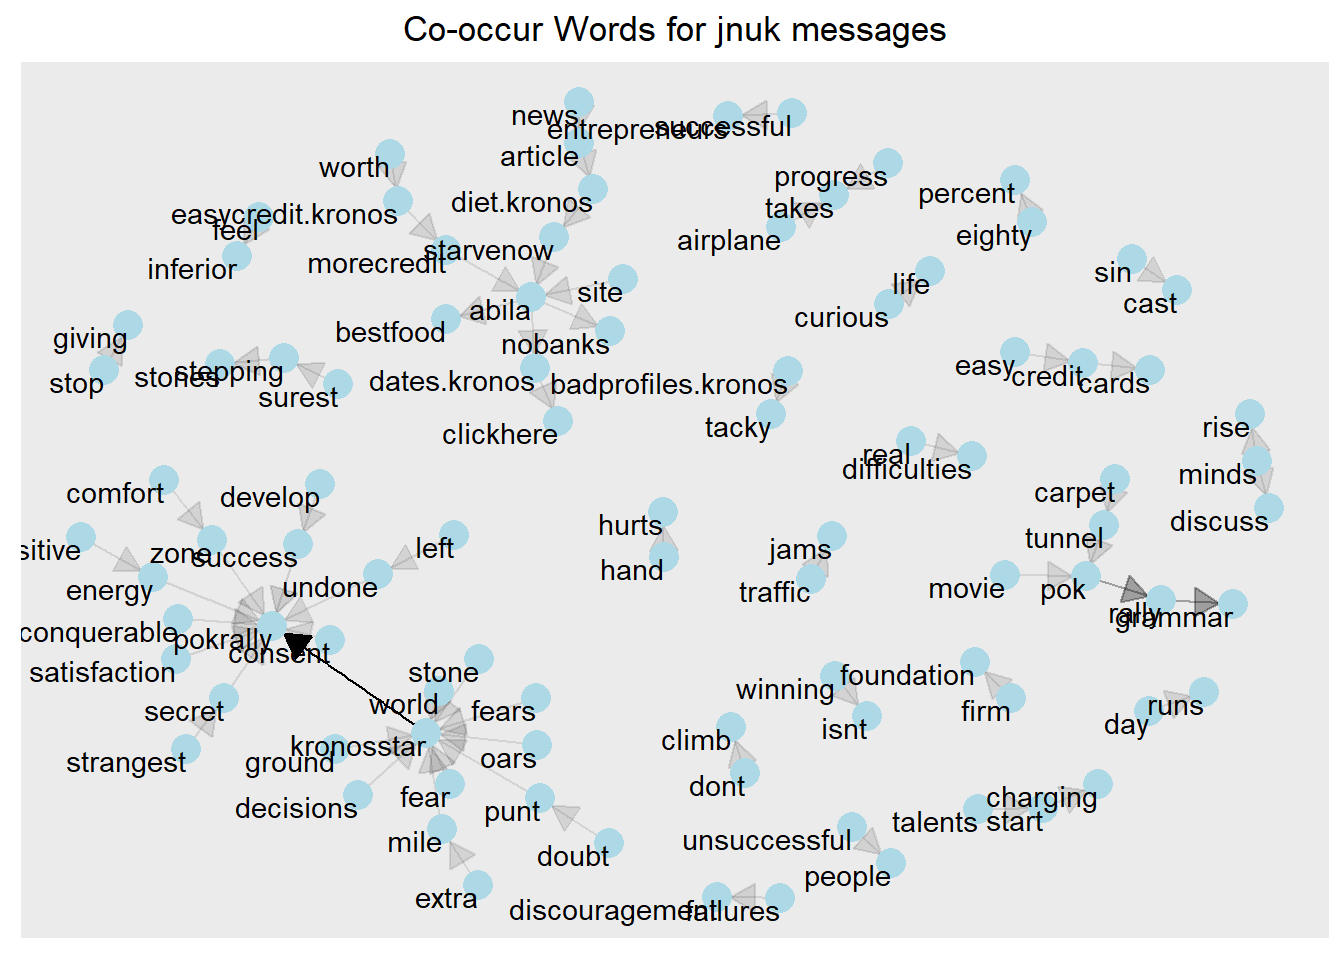 Co-occur Words for jnuk messages
news
entrepreneurs
successful
article
worth
progress
percent
diet.kronos
takes
easycredit.kronos
feel
eighty
airplane
starvenow
morecredit
inferior
sin
life
site
cast
abila
curious
bestfood
giving
nobanks
easy
stepping
stones
credit
stop
dates.kronos
badprofiles.kronos
cards
surest
tacky
rise
clickhere
real
difficulties
minds
comfort
develop
carpet
hurts
discuss
tunnel
sitive
zone
success
left
jams
hand
energy
undone
traffic
movie
pok
rally
grammar
conquerable
pokrally
consent
satisfaction
stone
foundation
winning
world
secret
fears
firm
runs
isnt
day
kronosstar
climb
strangest
ground
oars
dont
decisions
fear
punt
charging
talents
start
mile
unsuccessful
doubt
people
extra
discouragement
failures